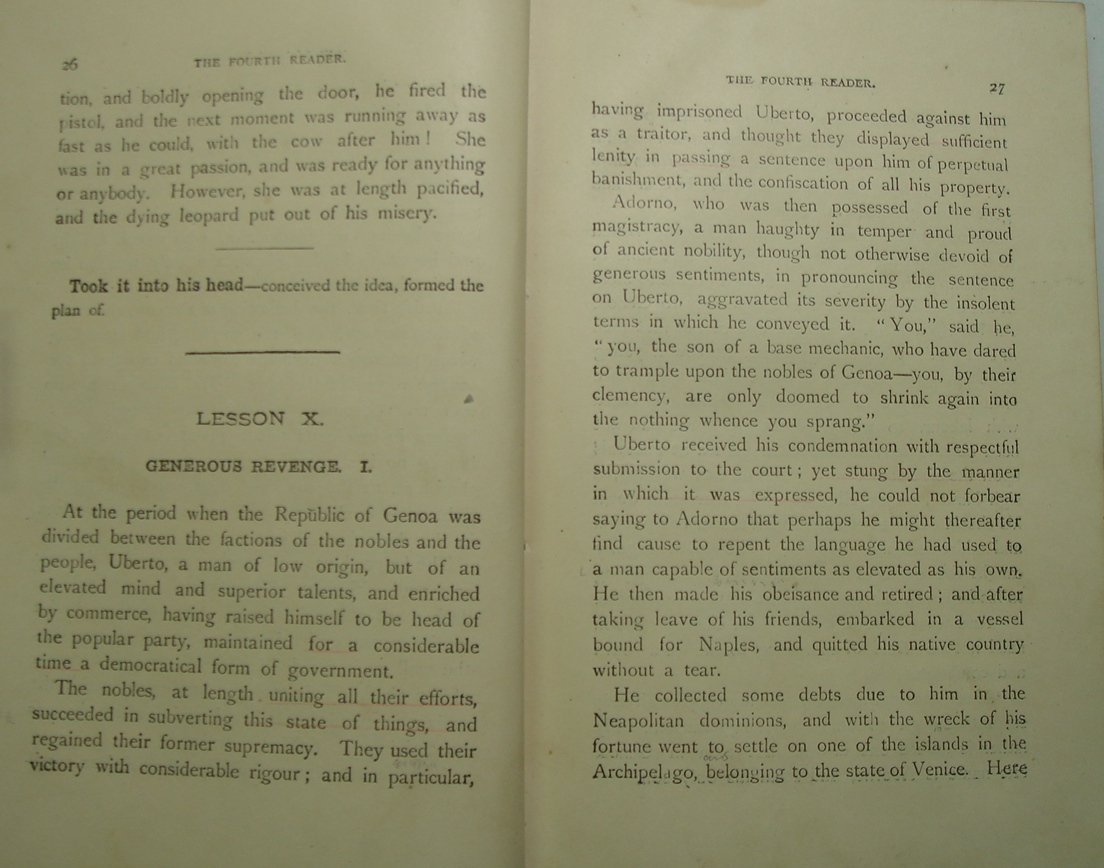 26
THE FOURTH READER.
tion, and boldly opening the door, he fired the
pistol, and the next moment was running away as
fast as he could, with the cow after him! She
was in a great passion, and was ready for anything
or anybody. However, she was at length pacified,
and the dying leopard put out of his misery.
Took it into his head—conceived the idea, formed the
plan of.
LESSON X.
GENEROUS REVENGE. I.
At the period when the Republic of Genoa was
divided between the factions of the nobles and the
people, Uberto, a man of low origin, but of an
elevated mind and superior talents, and enriched
by commerce, having raised himself to be head of
the popular party, maintained for a considerable
time a democratical form of government.
The nobles, at length uniting all their efforts,
succeeded in subverting this state of things, and
regained their former supremacy. They used their
victory with considerable rigour; and in particular,
THE FOURTH READER.
27
having imprisoned Uberto, proceeded against him
as a traitor, and thought they displayed sufficient
lenity in passing a sentence upon him of perpetual
banishment, and the confiscation of all his property.
Adorno, who was then possessed of the first
magistracy, a man haughty in temper and proud
of ancient nobility, though not otherwise devoid of
generous sentiments, in pronouncing the sentence
on Uberto, aggravated its severity by the insolent
terms in which he conveyed it. "You," said he,
"you, the son of a base mechanic, who have dared
to trample upon the nobles of Genoa—you, by their
clemency, are only doomed to shrink again into
the nothing whence you sprang."
Uberto received his condemnation with respectful
submission to the court; yet stung by the manner
in which it was expressed, he could not forbear
saying to Adorno that perhaps he might thereafter
find cause to repent the language he had used to
a man capable of sentiments as elevated as his own.
He then made his obeisance and retired; and after
taking leave of his friends, embarked in a vessel
bound for Naples, and quitted his native country
without a tear.
He collected some debts due to him in the
Neapolitan dominions, and with the wreck of his
fortune went to settle on one of the islands in the
Archipelago, belonging to the state of Venice. Here